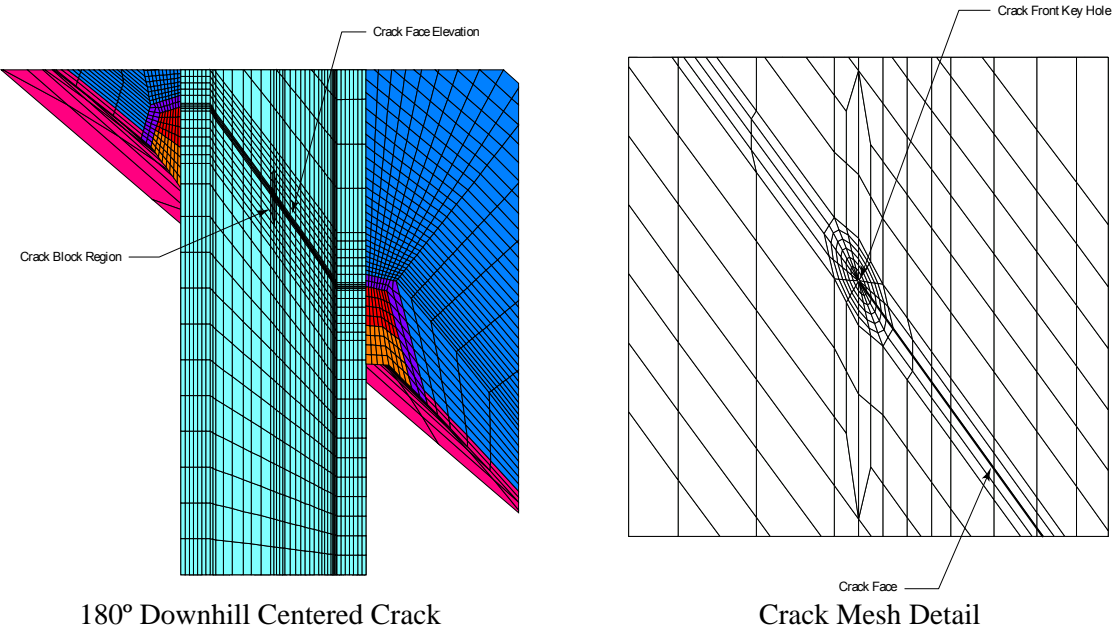 Crack Front Key Hole
Crack Face Elevation
Crack Block Region
Crack Face
180º Downhill Centered Crack
Crack Mesh Detail